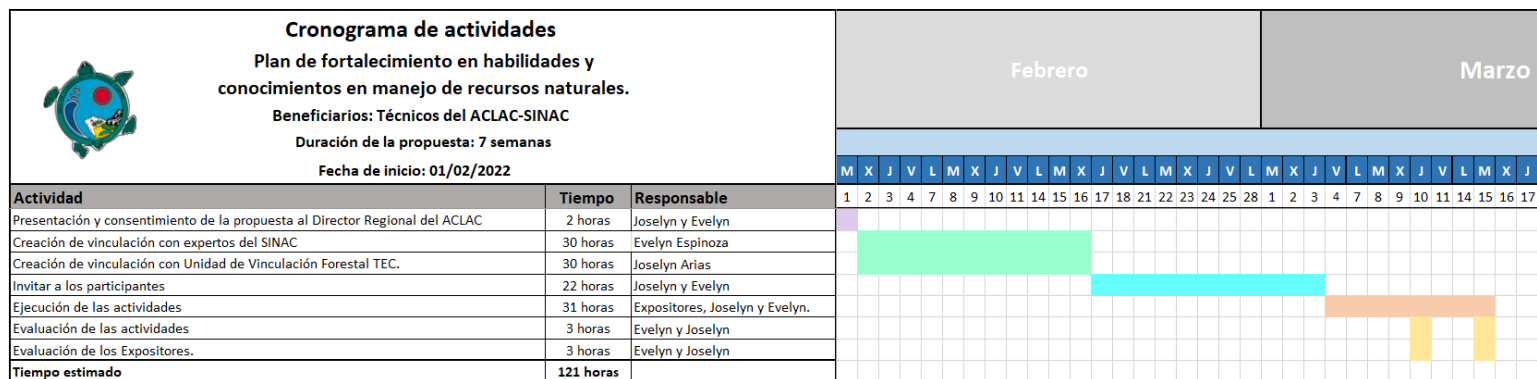 Cronograma de actividades
Plan de fortalecimiento en habilidades y
conocimientos en manejo de recursos naturales.
Beneficiarios: Técnicos del ACLAC-SINAC
Duración de la propuesta: 7 semanas
Fecha de inicio: 01/02/2022
Febrero Marzo
M X J V L M X J V L M X J V L M X J V L M X J V L M X J V L M X J
Actividad Tiempo Responsable 1 2 3 4 7 8 9 10 11 14 15 16 17 18 21 22 23 24 25 28 1 2 3 4 7 8 9 10 11 14 15 16 17
Presentación y consentimiento de la propuesta al Director Regional del ACLAC 2 horas Joselyn y Evelyn
Creación de vinculación con expertos del SINAC 30 horas Evelyn Espinoza
Creación de vinculación con Unidad de Vinculación Forestal TEC. 30 horas Joselyn Arias
Invitar a los participantes 22 horas Joselyn y Evelyn
Ejecución de las actividades 31 horas Expositores, Joselyn y Evelyn.
Evaluación de las actividades 3 horas Evelyn y Joselyn
Evaluación de los Expositores. 3 horas Evelyn y Joselyn
Tiempo estimado 121 horas